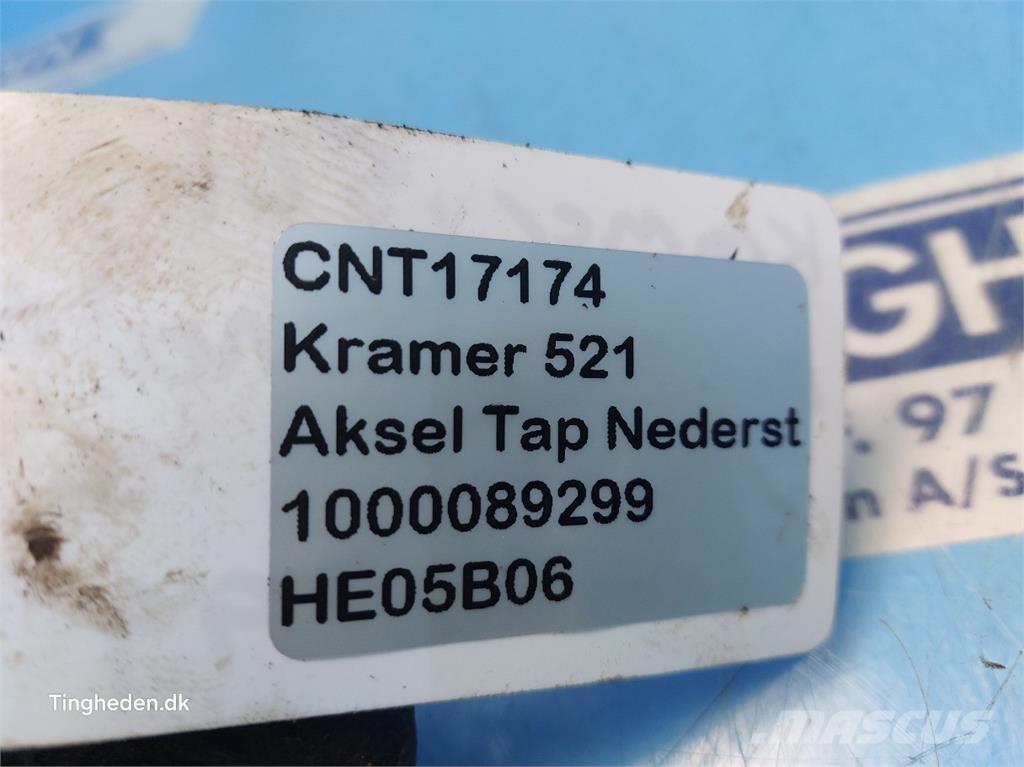 CNT17174
Kramer 521
Aksel Tap Nederst
1000089299
HE05B06
GH
97
A/S
Tingheden.dk
MASCUS